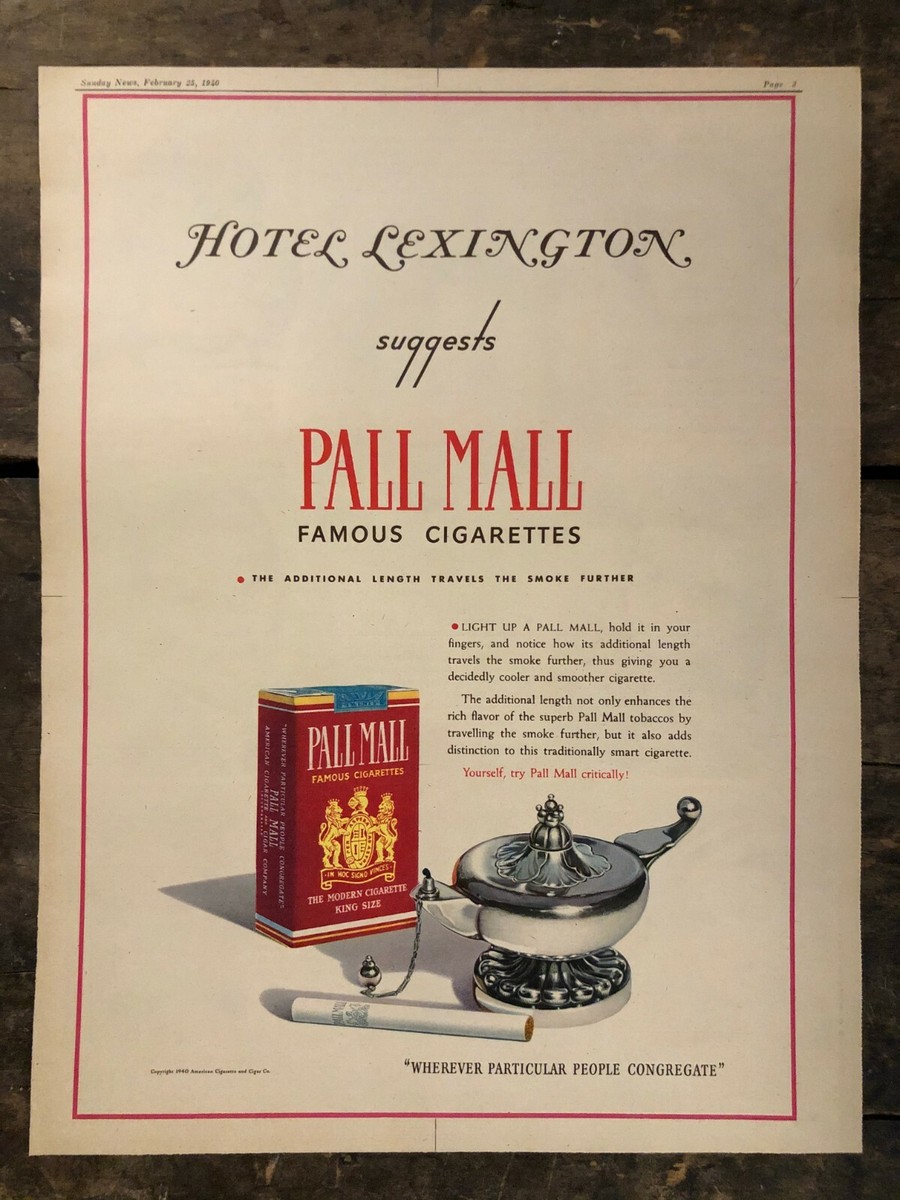 Sunday News, February 25, 1940
Page 3
HOTEL LEXINGTON
suggests
PALL MALL
FAMOUS CIGARETTES
• THE ADDITIONAL LENGTH TRAVELS THE SMOKE FURTHER
• LIGHT UP A PALL MALL, hold it in your
fingers, and notice how its additional length
travels the smoke further, thus giving you a
decidedly cooler and smoother cigarette.
The additional length not only enhances the
rich flavor of the superb Pall Mall tobaccos by
travelling the smoke further, but it also adds
distinction to this traditionally smart cigarette.
Yourself, try Pall Mall critically!
PALL MALL
FAMOUS CIGARETTES
IN HOC SIGNO VINCES
THE MODERN CIGARETTE
KING SIZE
"WHEREVER PARTICULAR PEOPLE CONGREGATE"
PALL MALL
AMERICAN CIGARETTE AND CIGAR COMPANY
PALL MALL
Copyright 1940 American Cigarette and Cigar Co.
"WHEREVER PARTICULAR PEOPLE CONGREGATE"